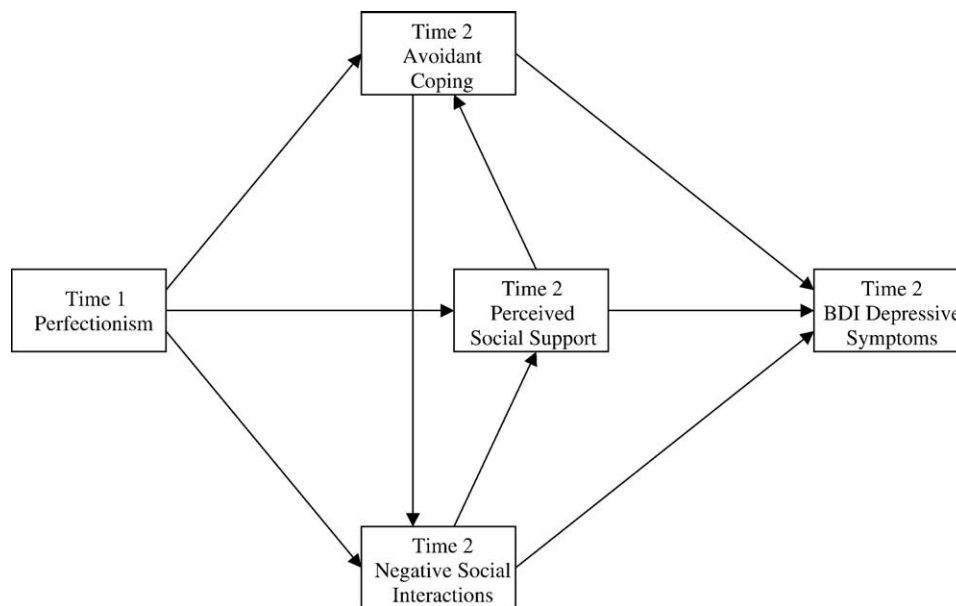 Time 2
Avoidant
Coping
Time 1
Perfectionism
Time 2
Perceived
Social Support
Time 2
BDI Depressive
Symptoms
Time 2
Negative Social
Interactions